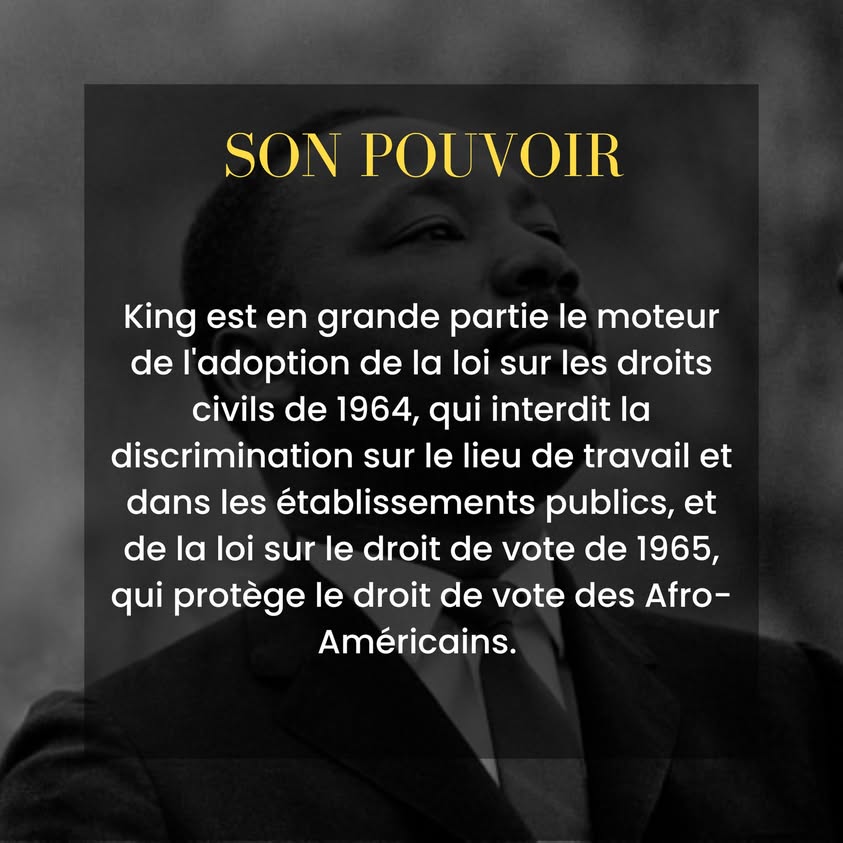 SON POUVOIR
King est en grande partie le moteur
de l'adoption de la loi sur les droits
civils de 1964, qui interdit la
discrimination sur le lieu de travail et
dans les établissements publics, et
de la loi sur le droit de vote de 1965,
qui protège le droit de vote des Afro-
Américains.